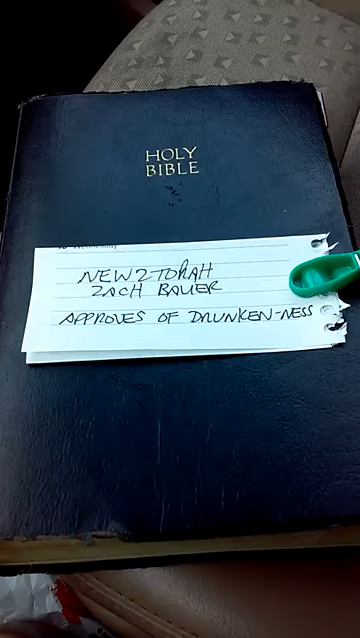 HOLY
BIBLE
NEW2TORAH
ZACH BAUER
APPROVES OF DRUNKEN-NESS